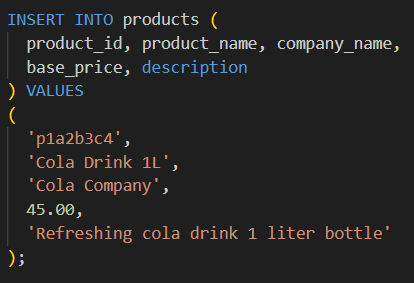 INSERT INTO products (
  product_id, product_name, company_name,
  base_price, description
) VALUES
(
  'p1a2b3c4',
  'Cola Drink 1L',
  'Cola Company',
  45.00,
  'Refreshing cola drink 1 liter bottle'
);